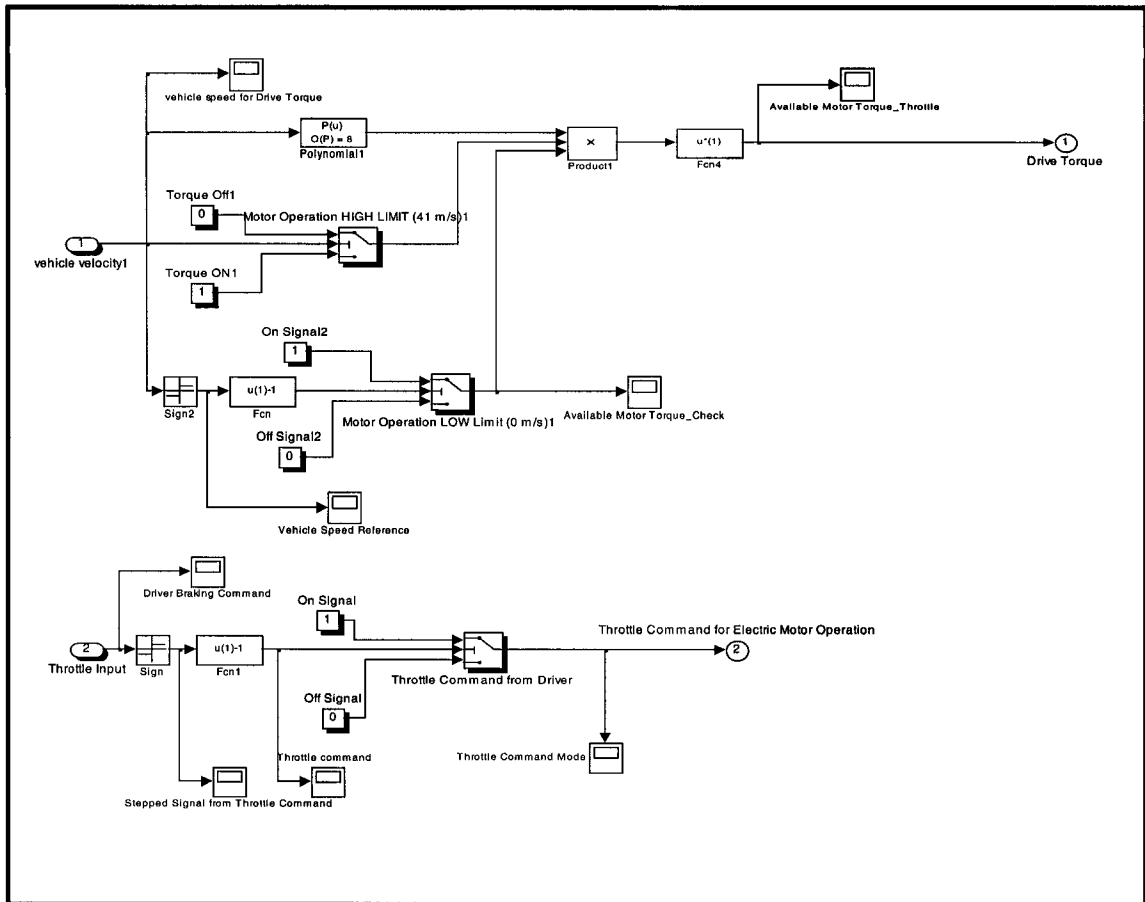 vehicle speed for Drive Torque
Available Motor Torque_Throttle
P(u)
O(P) = 8
Polynomial1
×
Product1
u*(1)
Fcn4
1
Drive Torque
Torque Off1
0
Motor Operation HIGH LIMIT (41 m/s)1
1
vehicle velocity1
Torque ON1
1
On Signal2
1
Sign2
u(1)-1
Fcn
Motor Operation LOW Limit (0 m/s)1
Available Motor Torque_Check
Off Signal2
0
Vehicle Speed Reference
Driver Braking Command
On Signal
1
Throttle Command for Electric Motor Operation
2
Throttle Input
Sign
u(1)-1
Fcn1
Throttle Command from Driver
2
Off Signal
0
Throttle command
Throttle Command Mode
Stepped Signal from Throttle Command